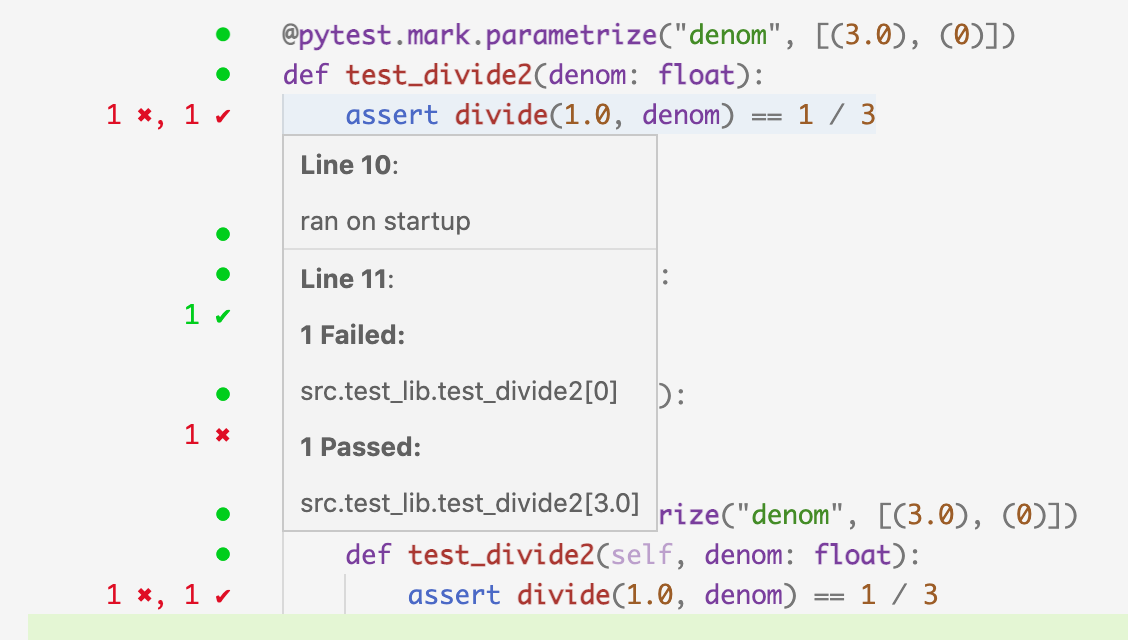 @pytest.mark.parametrize("denom", [(3.0), (0)])
def test_divide2(denom: float):
1 ✖, 1 ✔ assert divide(1.0, denom) == 1 / 3
Line 10:
ran on startup
Line 11:
:
1 ✔
1 Failed:
src.test_lib.test_divide2[0]
):
1 ✖
1 Passed:
src.test_lib.test_divide2[3.0]
rize("denom", [(3.0), (0)])
def test_divide2(self, denom: float):
1 ✖, 1 ✔ assert divide(1.0, denom) == 1 / 3